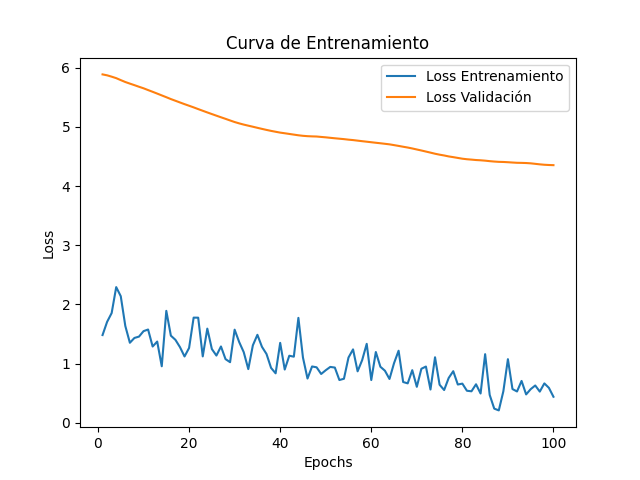 Curva de Entrenamiento
Loss Entrenamiento
Loss Validación
Loss
6
5
4
3
2
1
0
0 20 40 60 80 100
Epochs